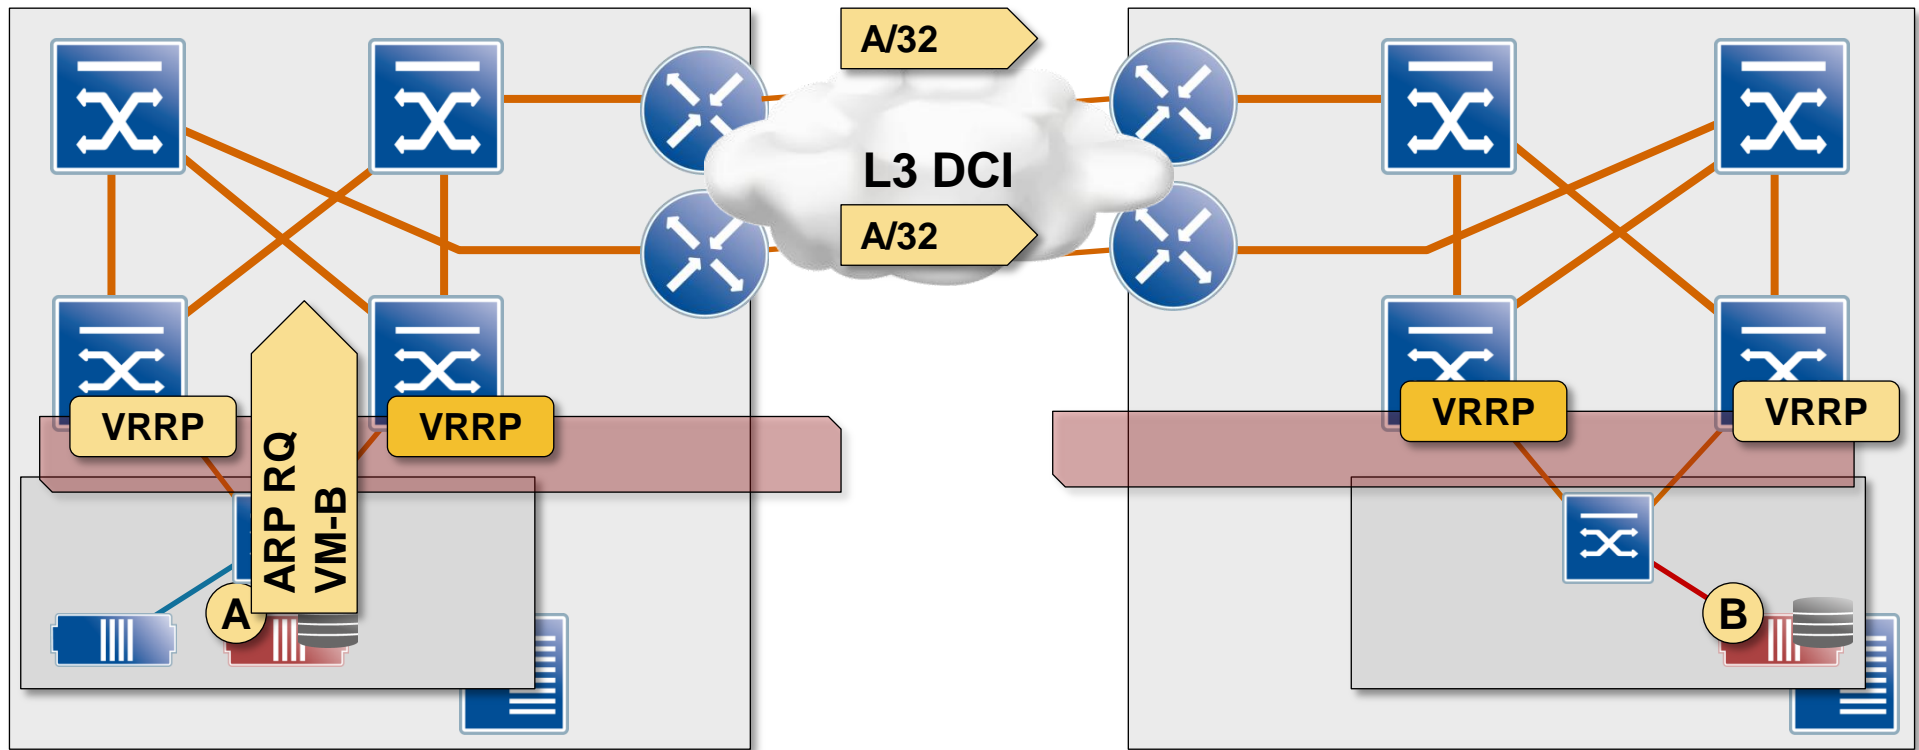 A/32
L3 DCI
A/32
VRRP
VRRP
VRRP
VRRP
ARP RQ
VM-B
A
B